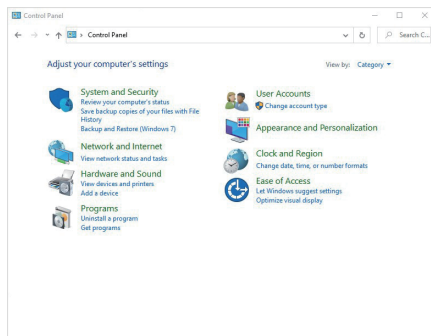 Control Panel
Control Panel
Search C...
Adjust your computer's settings
View by: Category
System and Security
Review your computer's status
Save backup copies of your files with File
History
Backup and Restore (Windows 7)
Network and Internet
View network status and tasks
Hardware and Sound
View devices and printers
Add a device
Programs
Uninstall a program
Get programs
User Accounts
Change account type
Appearance and Personalization
Clock and Region
Change date, time, or number formats
Ease of Access
Let Windows suggest settings
Optimize visual display